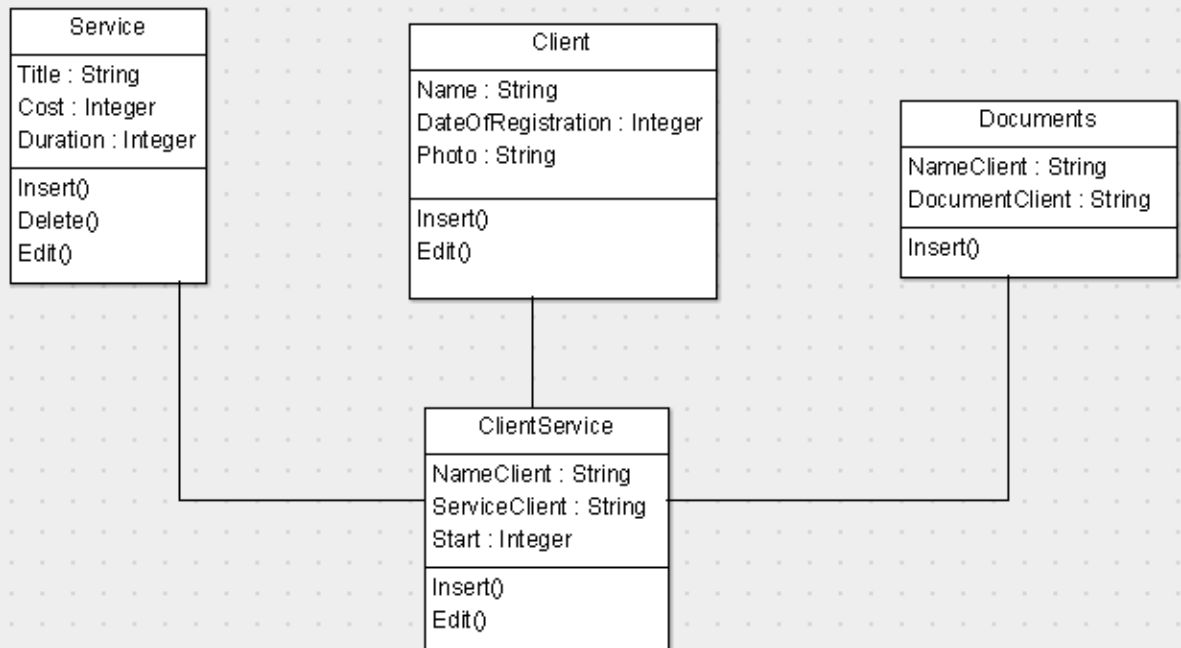 Service
Title : String
Cost : Integer
Duration : Integer
Insert()
Delete()
Edit()
Client
Name : String
DateOfRegistration : Integer
Photo : String
Insert()
Edit()
Documents
NameClient : String
DocumentClient : String
Insert()
ClientService
NameClient : String
ServiceClient : String
Start : Integer
Insert()
Edit()